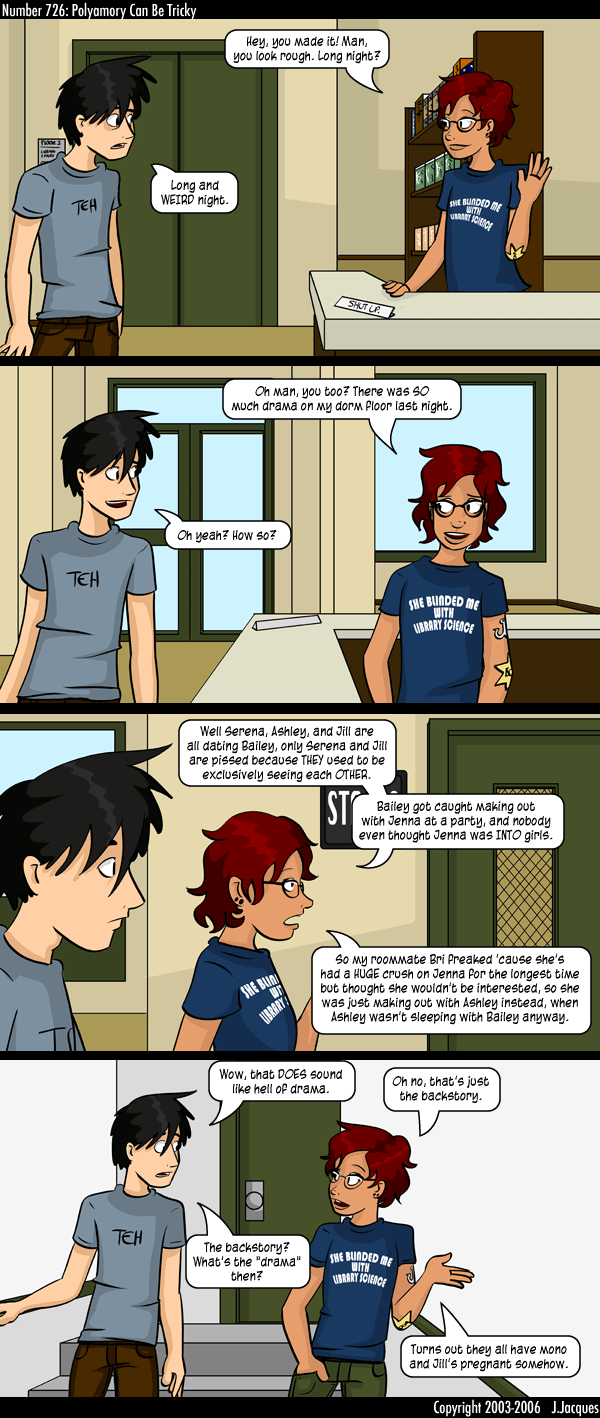 Number 726: Polyamory Can Be Tricky
Hey, you made it! Man,
you look rough. Long night?
Long and
WEIRD night.
FLOOR 2
TEH
SHE BLINDED ME
WITH
LIBRARY SCIENCE
SHUT UP.
Oh man, you too? There was SO
much drama on my dorm floor last night.
Oh yeah? How so?
TEH
SHE BLINDED ME
WITH
LIBRARY SCIENCE
Well Serena, Ashley, and Jill are
all dating Bailey, only Serena and Jill
are pissed because THEY used to be
exclusively seeing each OTHER.
Bailey got caught making out
with Jenna at a party, and nobody
even thought Jenna was INTO girls.
So my roommate Bri freaked 'cause she's
had a HUGE crush on Jenna for the longest time
but thought she wouldn't be interested, so she
was just making out with Ashley instead, when
Ashley wasn't sleeping with Bailey anyway.
SHE BLINDED ME
WITH
LIBRARY
Wow, that DOES sound
like hell of drama.
Oh no, that's just
the backstory.
The backstory?
What's the "drama"
then?
TEH
SHE BLINDED ME
WITH
LIBRARY SCIENCE
Turns out they all have mono
and Jill's pregnant somehow.
Copyright 2003-2006 J.Jacques